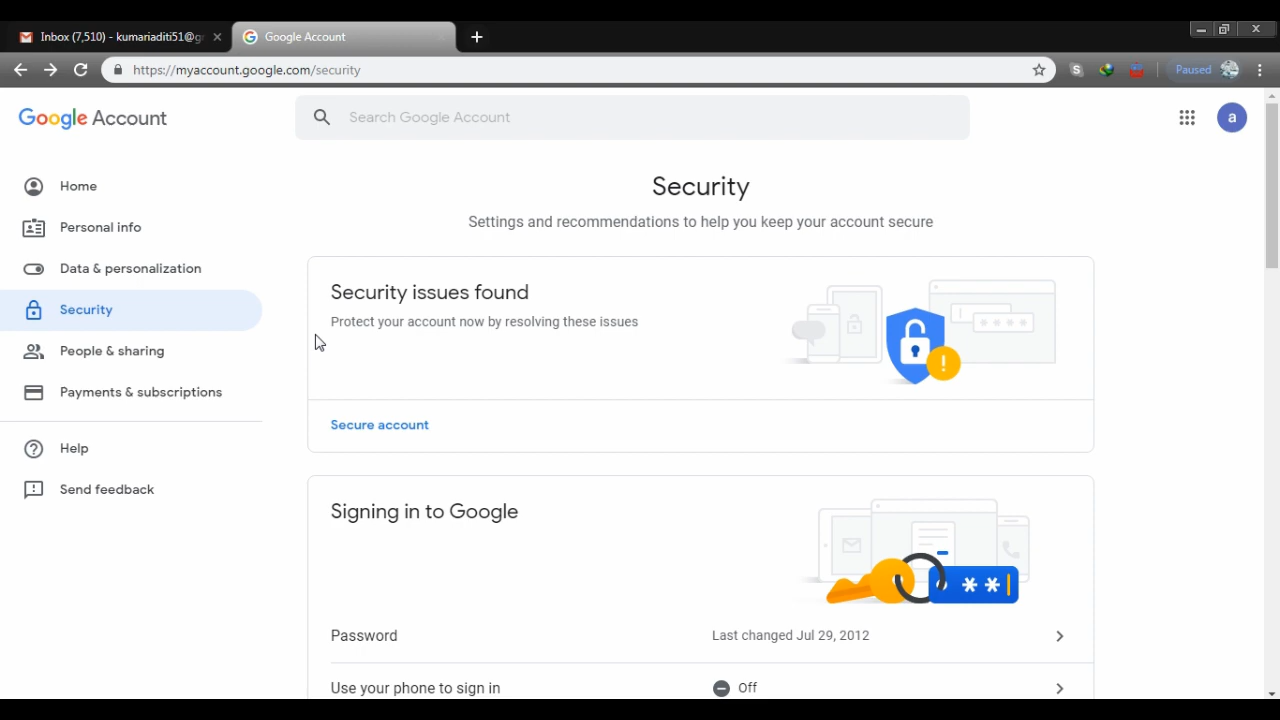 Inbox (7,510) - kumariaditi51@g
Google Account
https://myaccount.google.com/security
Paused
Google Account
Search Google Account
a
Home
Personal info
Data & personalization
Security
People & sharing
Payments & subscriptions
Help
Send feedback
Security
Settings and recommendations to help you keep your account secure
Security issues found
Protect your account now by resolving these issues
Secure account
Signing in to Google
Password
Last changed Jul 29, 2012
Use your phone to sign in
Off